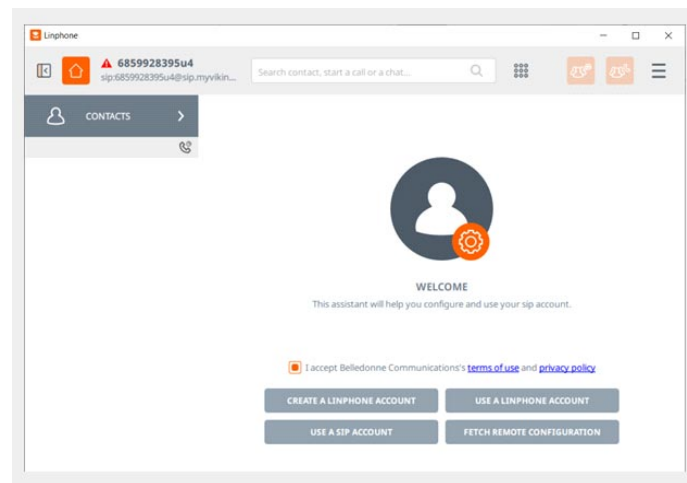 Linphone
6859928395u4
sip:6859928395u4@sip.myvikin...
Search contact, start a call or a chat...
CONTACTS
WELCOME
This assistant will help you configure and use your sip account.
I accept Belledonne Communications's terms of use and privacy policy
CREATE A LINPHONE ACCOUNT
USE A LINPHONE ACCOUNT
USE A SIP ACCOUNT
FETCH REMOTE CONFIGURATION